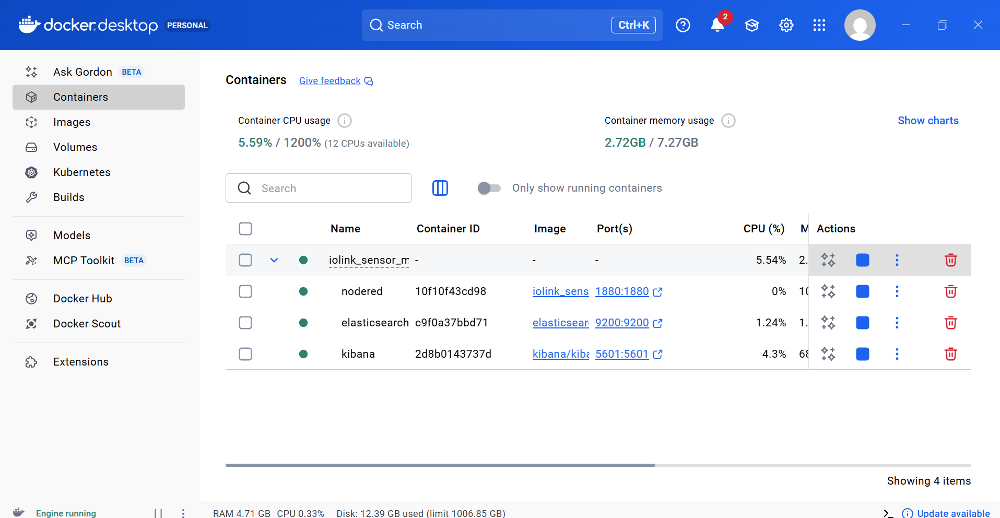 docker desktop PERSONAL
Search Ctrl+K
2
Ask Gordon BETA
Containers
Images
Volumes
Kubernetes
Builds
Models
MCP Toolkit BETA
Docker Hub
Docker Scout
Extensions
Containers Give feedback
Container CPU usage
5.59% / 1200% (12 CPUs available)
Container memory usage
2.72GB / 7.27GB
Show charts
Search
Only show running containers
Name Container ID Image Port(s) CPU (%) M Actions
iolink_sensor_m - - - 5.54% 2.
nodered 10f10f43cd98 iolink_sens 1880:1880 0% 10
elasticsearch c9f0a37bbd71 elasticsear 9200:9200 1.24% 1.
kibana 2d8b0143737d kibana/kiba 5601:5601 4.3% 68
Showing 4 items
Engine running
RAM 4.71 GB CPU 0.33% Disk: 12.39 GB used (limit 1006.85 GB)
Update available